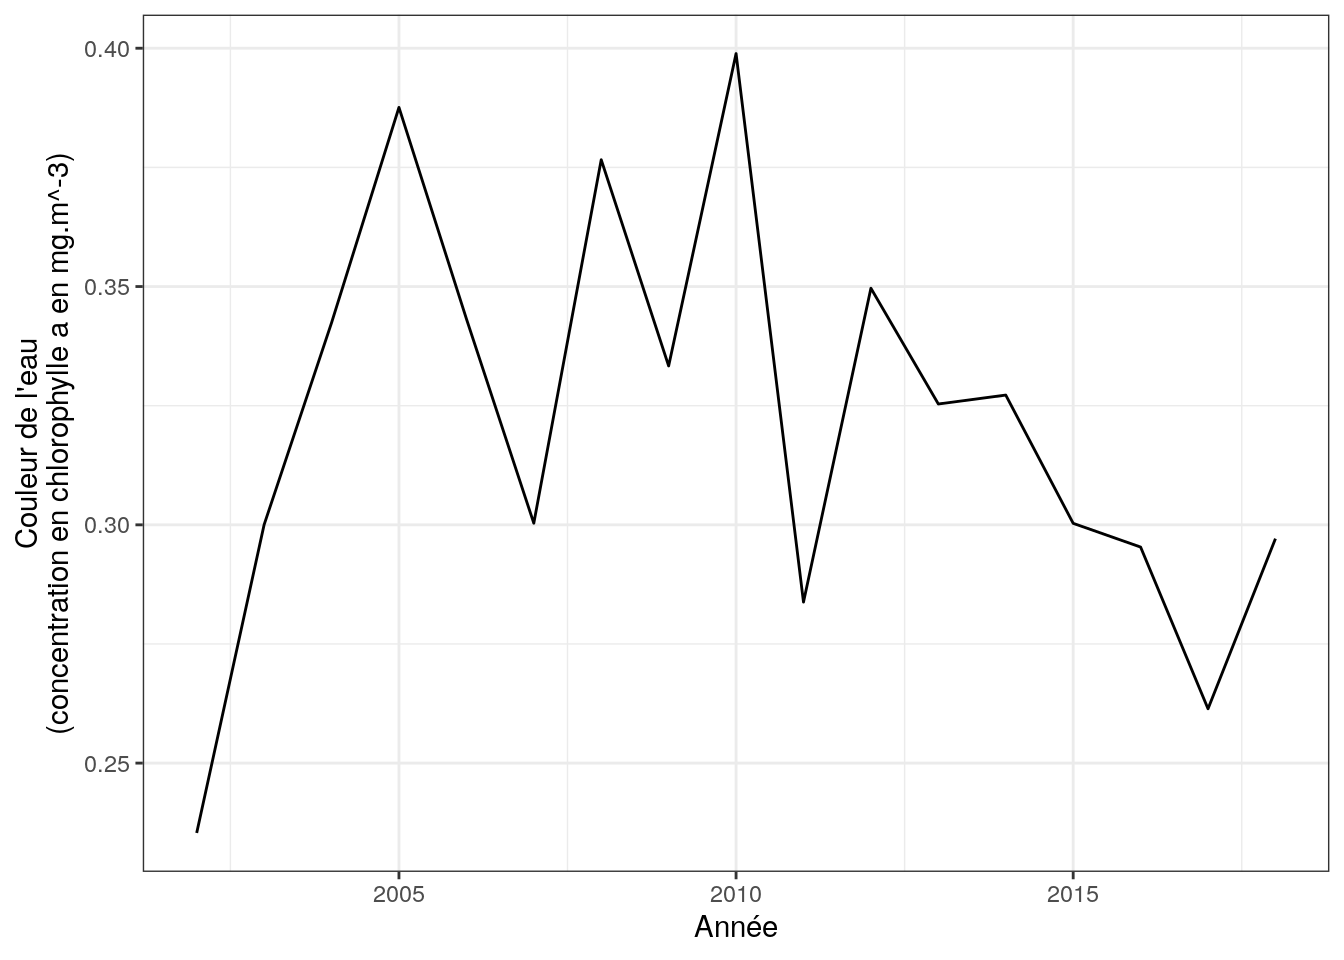 Couleur de l'eau
(concentration en chlorophylle a en mg.m^-3)
0.40
0.35
0.30
0.25
2005
2010
2015
Année